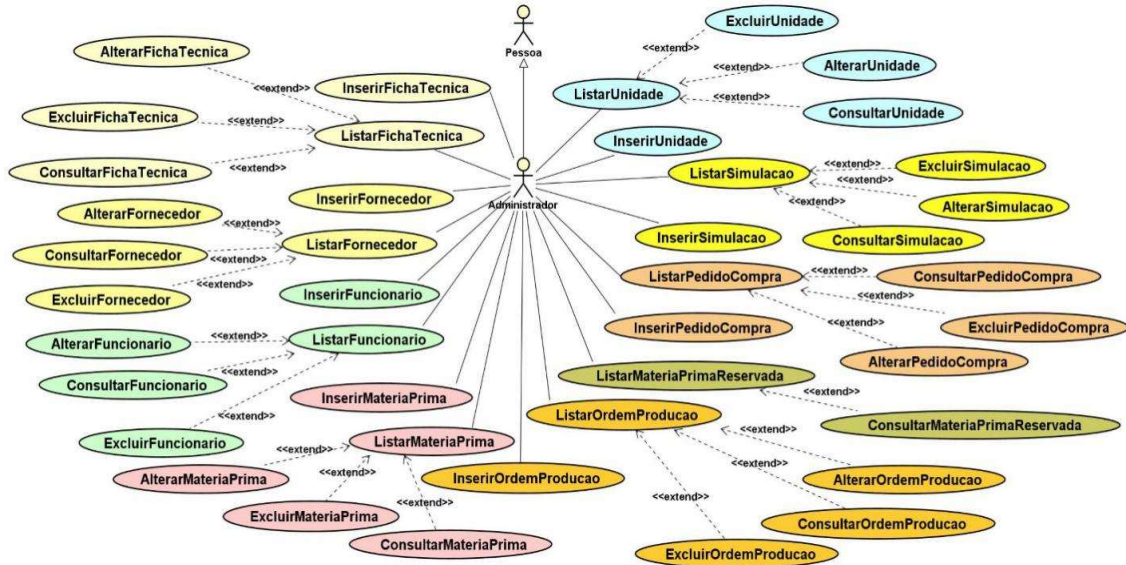 Pessoa
ExcluirUnidade
<<extend>>
AlterarFichaTecnica
<<extend>>
AlterarUnidade
InserirFichaTecnica
ListarUnidade
<<extend>>
<<extend>>
ExcluirFichaTecnica
<<extend>>
ListarFichaTecnica
ConsultarUnidade
InserirUnidade
ConsultarFichaTecnica
<<extend>>
ListarSimulacao
<<extend>>
ExcluirSimulacao
<<extend>>
InserirFornecedor
Administrador
AlterarSimulacao
AlterarFornecedor
<<extend>>
<<extend>>
ListarFornecedor
InserirSimulacao
ConsultarSimulacao
ConsultarFornecedor
<<extend>>
ListarPedidoCompra
<<extend>>
ConsultarPedidoCompra
ExcluirFornecedor
<<extend>>
InserirFuncionario
<<extend>>
InserirPedidoCompra
<<extend>>
ExcluirPedidoCompra
AlterarFuncionario
<<extend>>
ListarFuncionario
AlterarPedidoCompra
ConsultarFuncionario
<<extend>>
ListarMateriaPrimaReservada
<<extend>>
InserirMateriaPrima
<<extend>>
ListarOrdemProducao
ConsultarMateriaPrimaReservada
ExcluirFuncionario
ListarMateriaPrima
<<extend>>
<<extend>>
<<extend>>
AlterarMateriaPrima
<<extend>>
InserirOrdemProducao
AlterarOrdemProducao
<<extend>>
<<extend>>
ExcluirMateriaPrima
ConsultarOrdemProducao
ConsultarMateriaPrima
ExcluirOrdemProducao